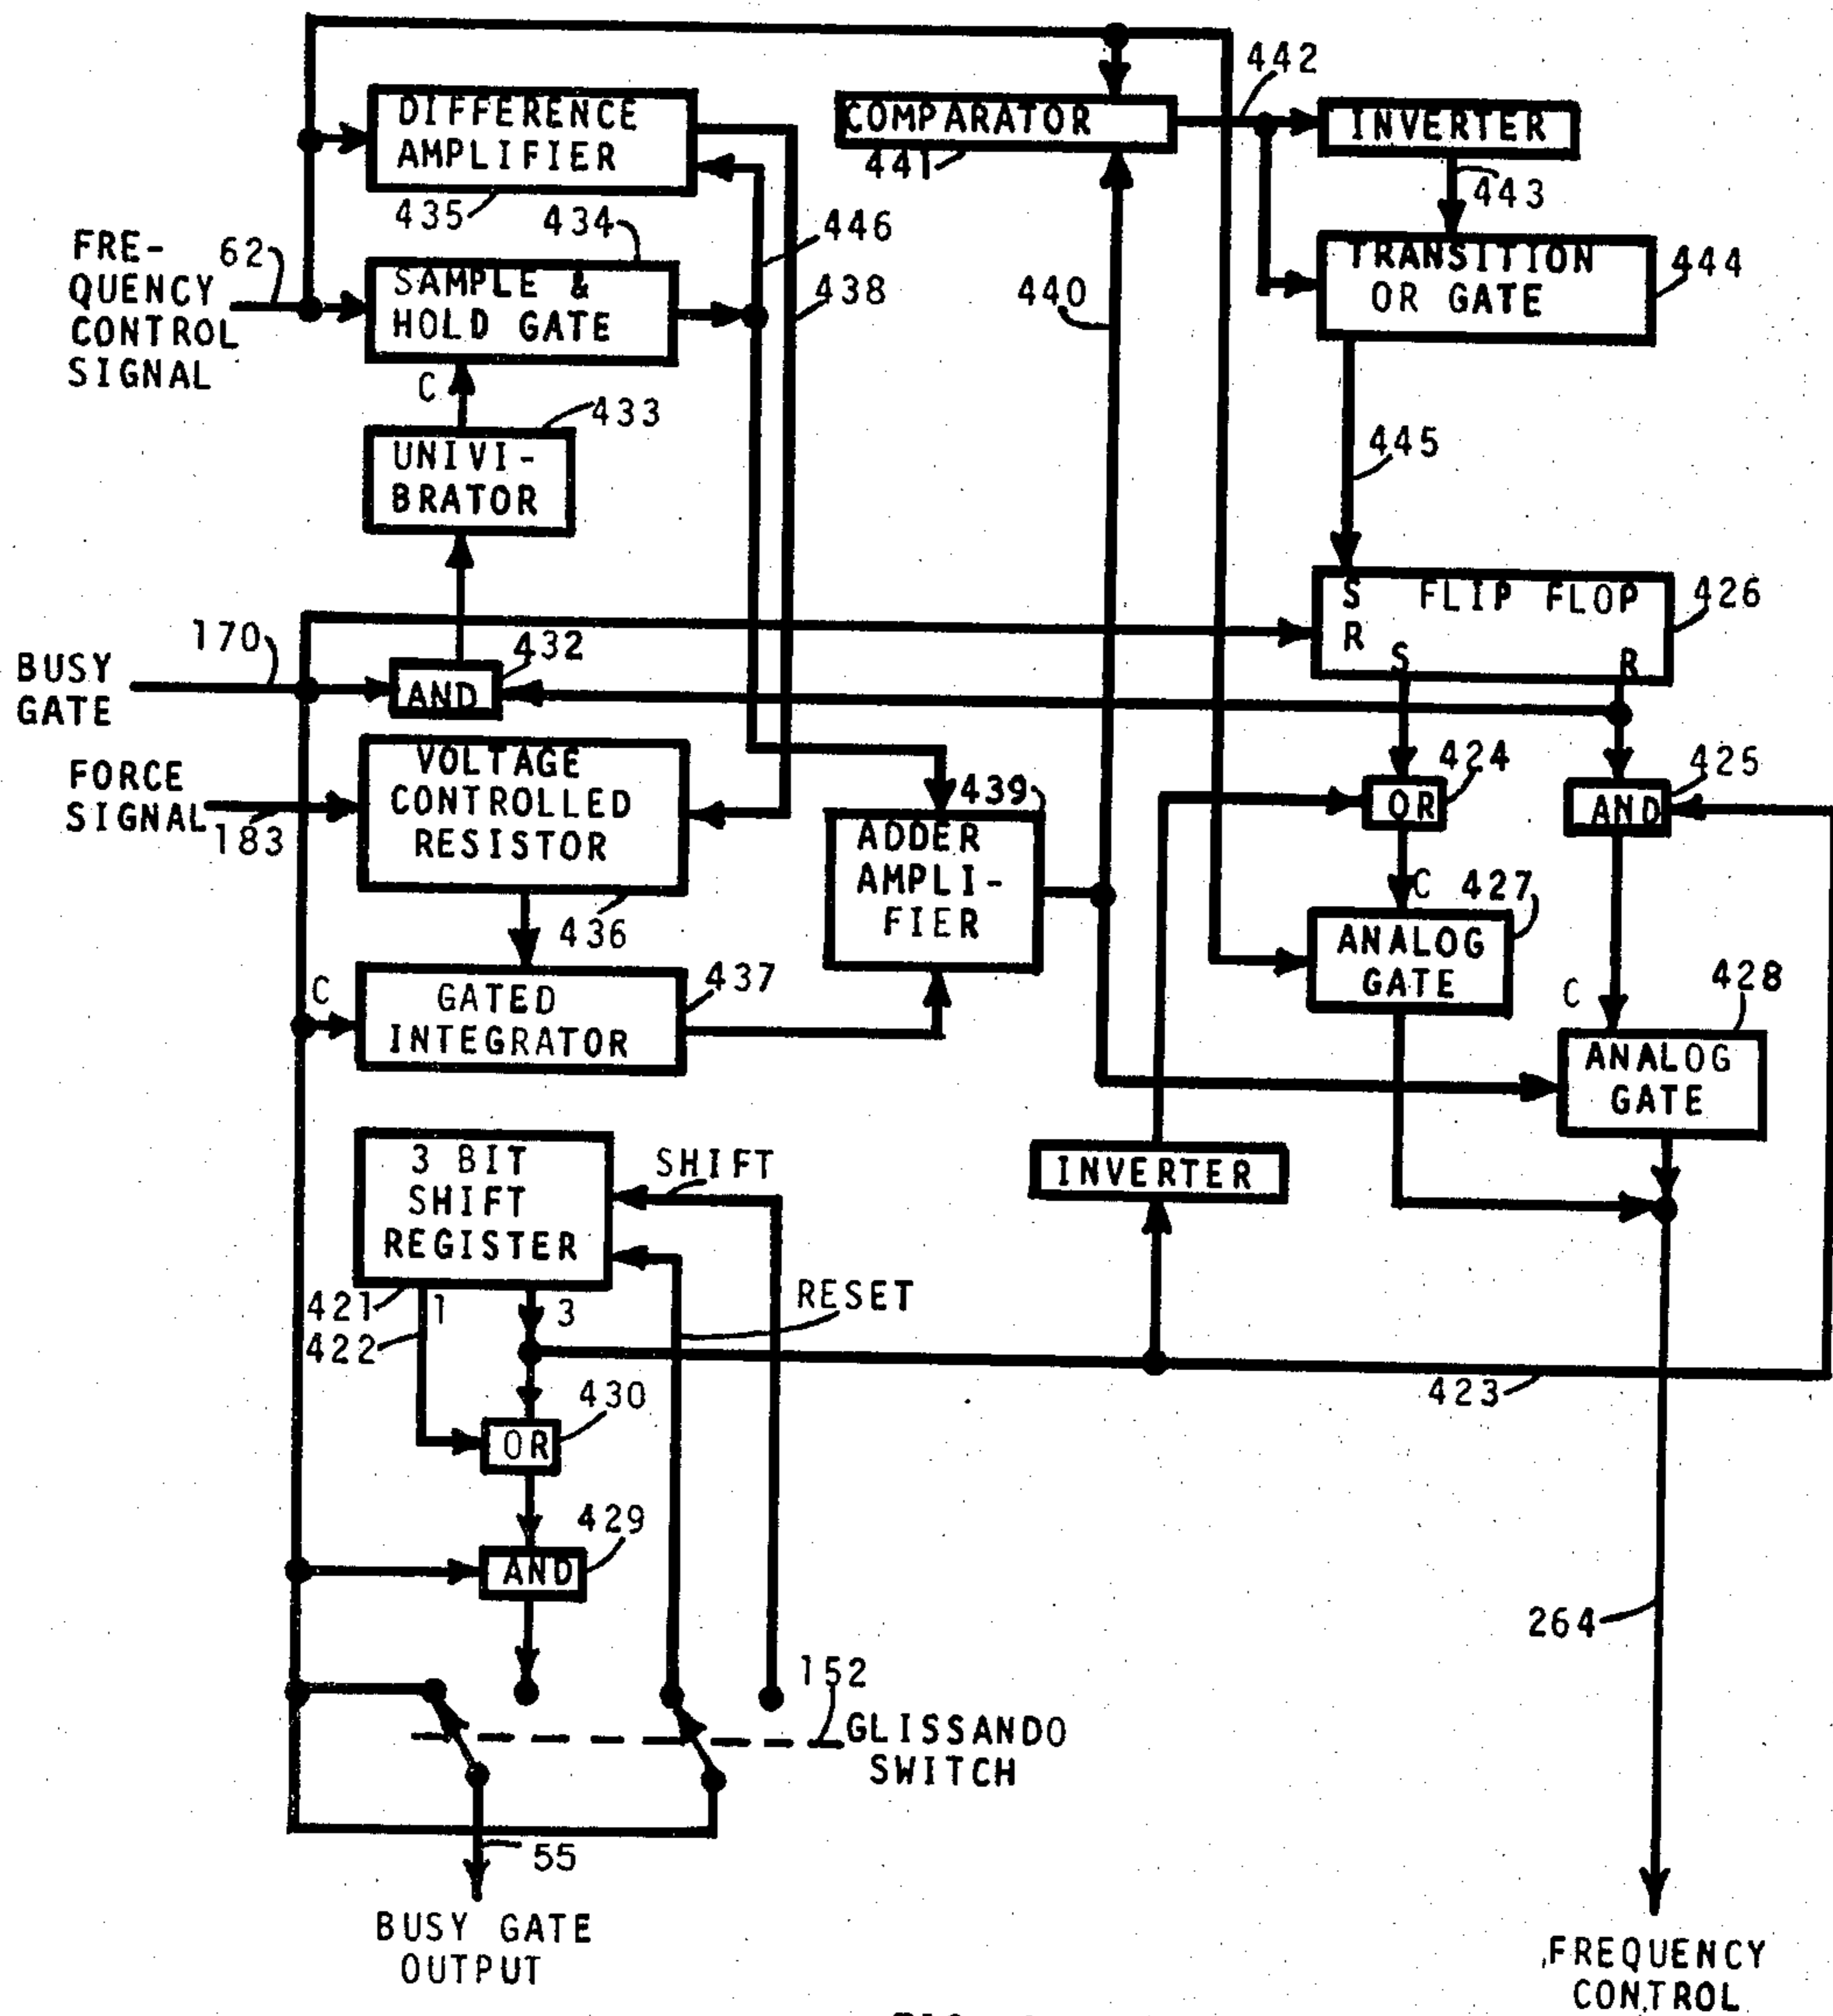 442
DIFFERENCE
AMPLIFIER
435
COMPARATOR
441
INVERTER
443
434
446
438
440
TRANSITION
OR GATE
444
FRE-
QUENCY
CONTROL
SIGNAL
62
SAMPLE &
HOLD GATE
C
433
UNIVI-
BRATOR
445
S FLIP FLOP
R
S R
426
170
BUSY
GATE
432
AND
FORCE
SIGNAL
183
VOLTAGE
CONTROLLED
RESISTOR
436
439
ADDER
AMPLI-
FIER
424
OR
425
AND
C 427
ANALOG
GATE
C
GATED
INTEGRATOR
437
C
428
ANALOG
GATE
3 BIT
SHIFT
REGISTER
SHIFT
INVERTER
421
1
3
422
RESET
423
430
OR
429
AND
264
152
GLISSANDO
SWITCH
55
BUSY GATE
OUTPUT
FREQUENCY
CONTROL